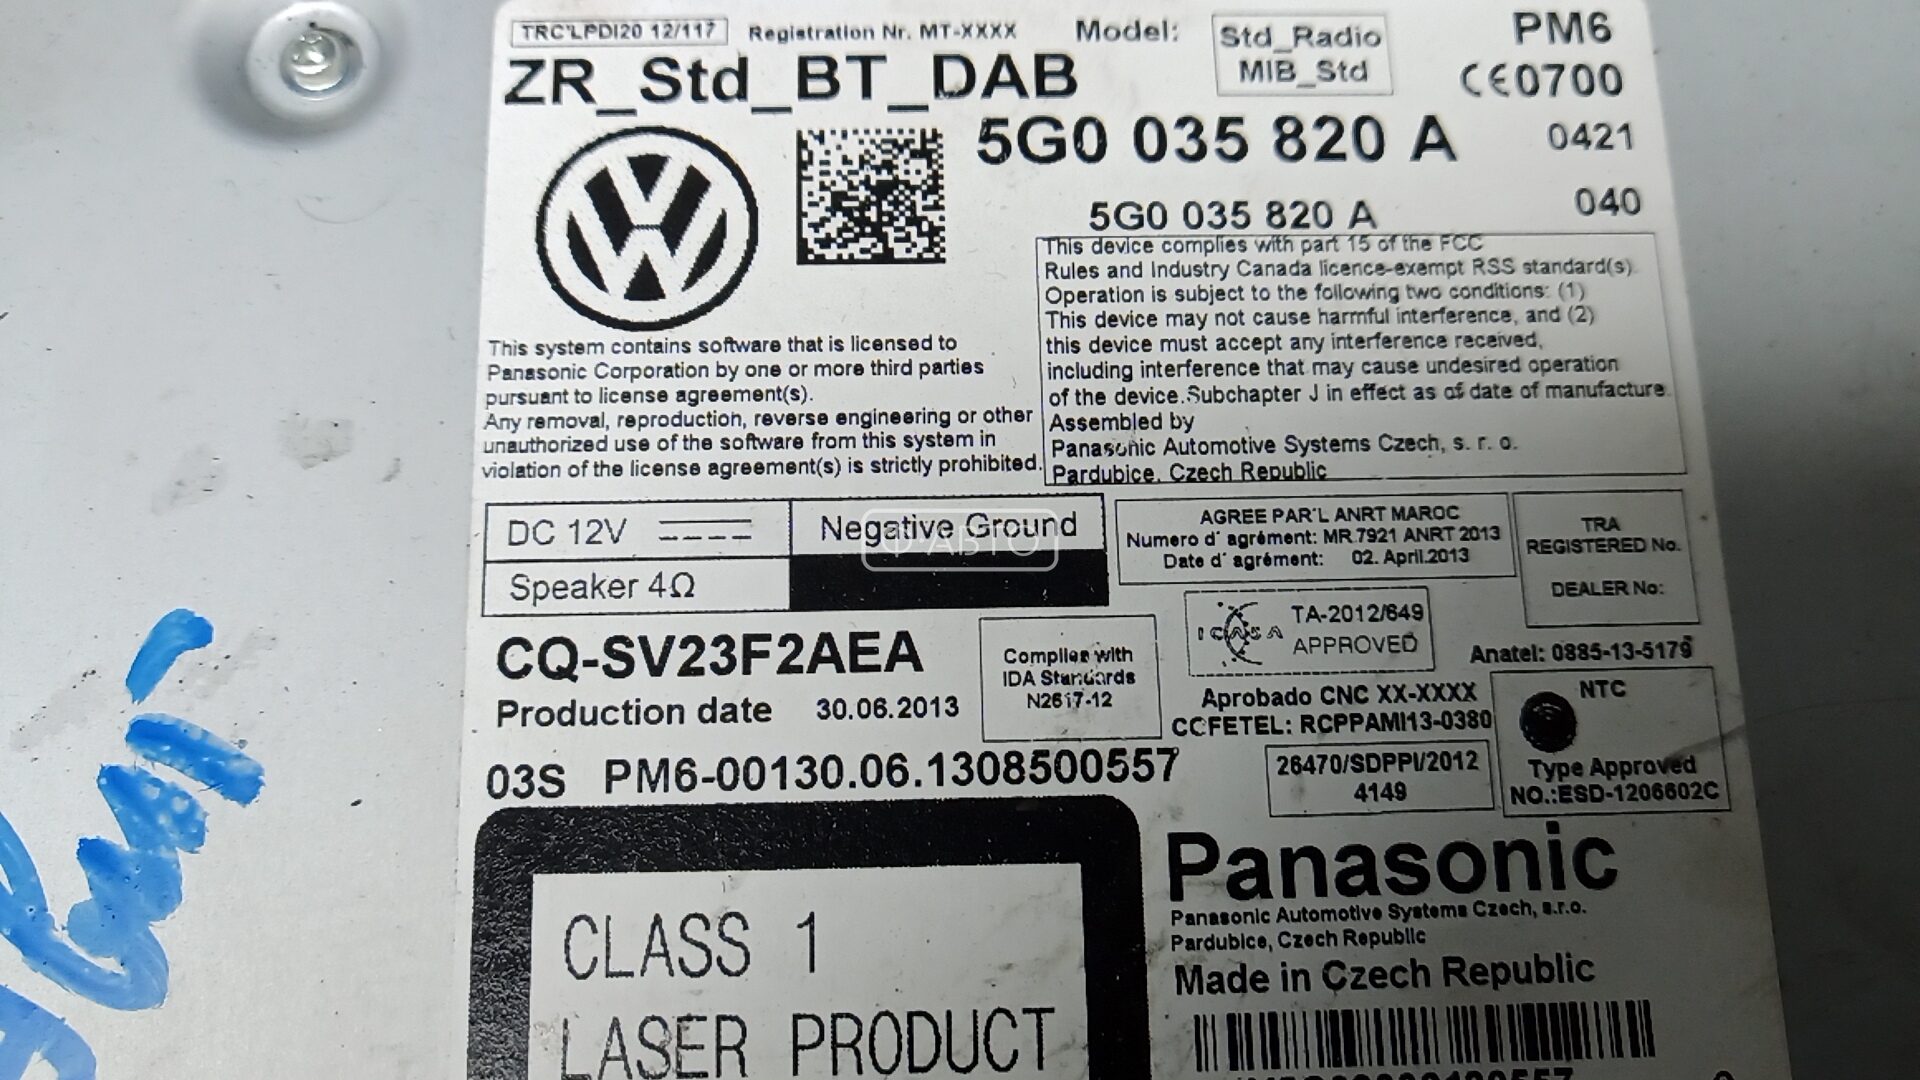 TRC'LPDI20 12/117 Registration Nr. MT-XXXX Model: Std_Radio PM6
MIB_Std
ZR_Std_BT_DAB CE0700
5G0 035 820 A 0421
5G0 035 820 A 040
This device complies with part 15 of the FCC
Rules and Industry Canada licence-exempt RSS standard(s).
Operation is subject to the following two conditions: (1)
This device may not cause harmful interference, and (2)
this device must accept any interference received,
including interference that may cause undesired operation
of the device.Subchapter J in effect as of date of manufacture.
Assembled by
Panasonic Automotive Systems Czech, s. r. o.
Pardubice, Czech Republic
This system contains software that is licensed to
Panasonic Corporation by one or more third parties
pursuant to license agreement(s).
Any removal, reproduction, reverse engineering or other
unauthorized use of the software from this system in
violation of the license agreement(s) is strictly prohibited.
DC 12V Negative Ground
Ф-АВТО
Speaker 4Ω
AGREE PAR'L ANRT MAROC
Numero d' agrément: MR 7921 ANRT 2013
Date d' agrément: 02. April.2013
TRA
REGISTERED No.
DEALER No:
CQ-SV23F2AEA
Production date 30.06.2013
Complies with
IDA Standards
N2617-12
ICASA TA-2012/649
APPROVED
Anatel: 0885-13-5179
Aprobado CNC XX-XXXX
CCFETEL: RCPPAMI13-0380
NTC
Type Approved
NO.:ESD-1206602C
03S PM6-00130.06.1308500557
26470/SDPPI/2012
4149
CLASS 1
LASER PRODUCT
Panasonic
Panasonic Automotive Systems Czech, s.r.o.
Pardubice, Czech Republic
Made in Czech Republic